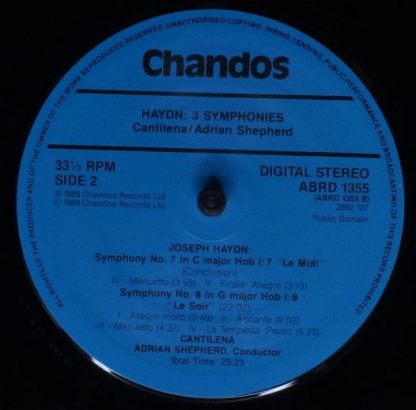 ALL RIGHTS OF THE PRODUCER AND OF THE OWNER OF THE WORK REPRODUCED RESERVED. UNAUTHORISED COPYING, HIRING, LENDING, PUBLIC PERFORMANCE AND BROADCASTING OF THIS RECORD PROHIBITED
Chandos
HAYDN: 3 SYMPHONIES
Cantilena/Adrian Shepherd
33⅓ RPM
SIDE 2
℗ 1989 Chandos Records Ltd
© 1989 Chandos Records Ltd
DIGITAL STEREO
ABRD 1355
(ABRD 1355 B)
2892 187
Public Domain
JOSEPH HAYDN:
Symphony No. 7 in C major Hob I:7 "Le Midi"
(Conclusion)
IV - Menuetto (3:59) V - Finale: Allegro (3:13)
Symphony No. 8 in G major Hob I:8
"Le Soir" (22:02)
I - Allegro molto (3:49) II - Andante (8:02)
III - Menuetto (4:37) IV - La Tempesta: Presto (5:23)
CANTILENA
ADRIAN SHEPHERD, Conductor
Total Time: 29:23